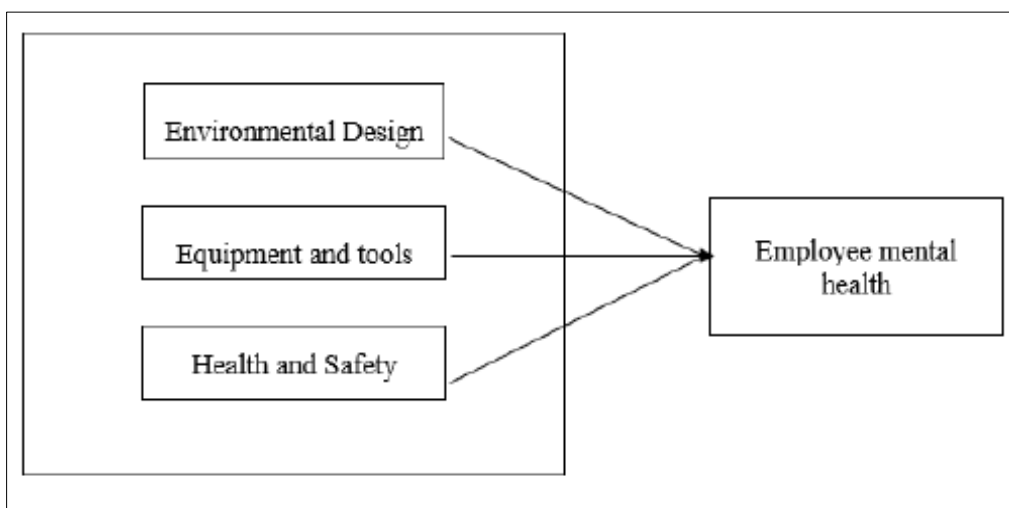 Environmental Design
Equipment and tools
Health and Safety
Employee mental
health